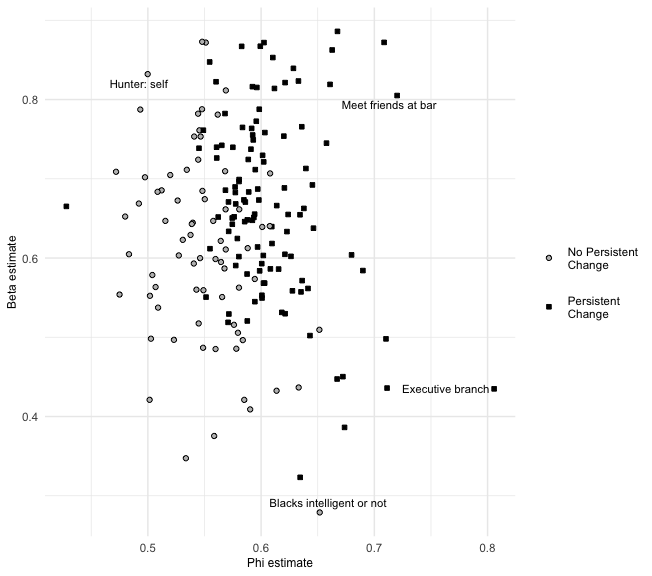 Hunter: self
Meet friends at bar
Executive branch
Blacks intelligent or not
0.8
0.6
0.4
Beta estimate
0.5
0.6
0.7
0.8
Phi estimate
No Persistent
Change
Persistent
Change